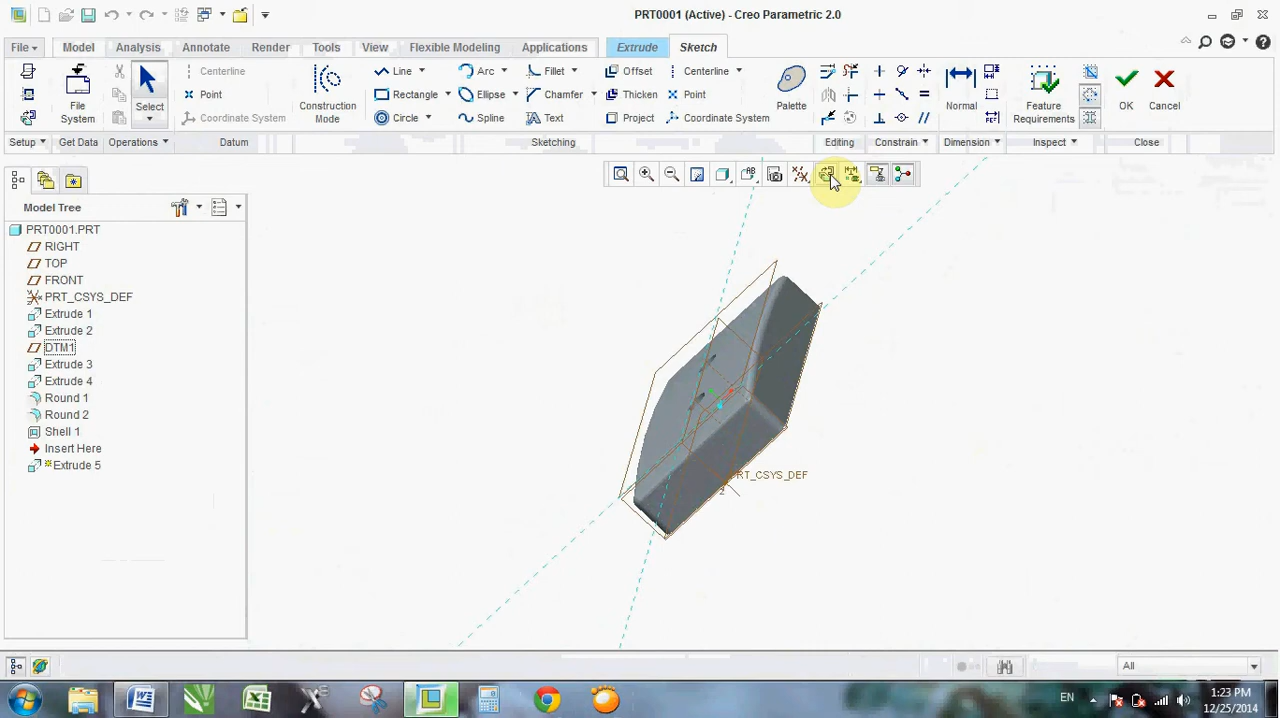 PRT0001 (Active) - Creo Parametric 2.0
File Model Analysis Annotate Render Tools View Flexible Modeling Applications Extrude Sketch
Centerline Line Arc Fillet Offset Centerline
Point Rectangle Ellipse Chamfer Thicken Point
Coordinate System Circle Spline Text Project Coordinate System
File System Select Construction Mode Palette Normal Feature Requirements OK Cancel
Setup Get Data Operations Datum Sketching Editing Constrain Dimension Inspect Close
Model Tree
PRT0001.PRT
RIGHT
TOP
FRONT
PRT_CSYS_DEF
Extrude 1
Extrude 2
DTM1
Extrude 3
Extrude 4
Round 1
Round 2
Shell 1
Insert Here
Extrude 5
PRT_CSYS_DEF
All
EN
1:23 PM
12/25/2014